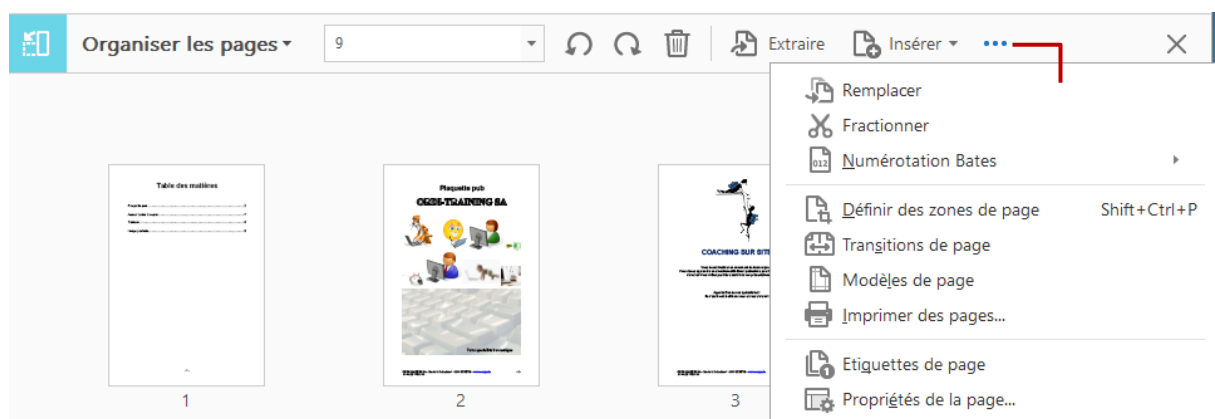 Organiser les pages 9 Extraire Insérer
Remplacer
Fractionner
012 Numérotation Bates
Définir des zones de page Shift+Ctrl+P
Transitions de page
Modèles de page
Imprimer des pages...
Etiquettes de page
Propriétés de la page...
Table des matières
1
Plaquette pub
ORDI-TRAINING SA
2
COACHING SUR SITE
3